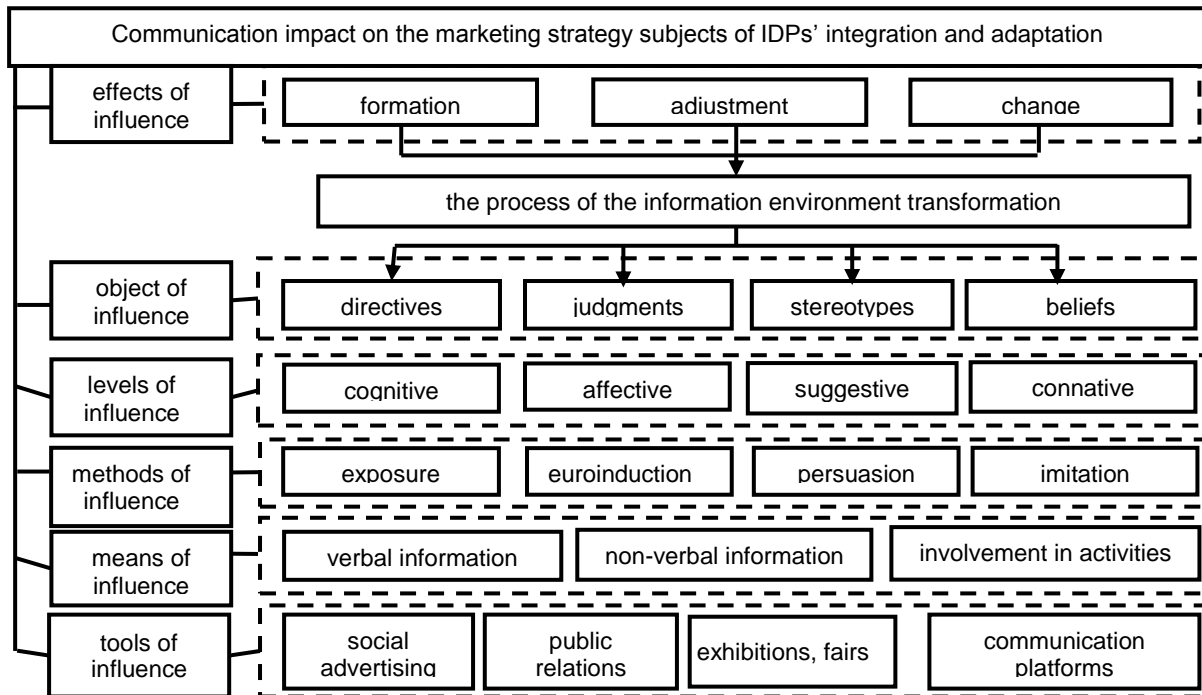 Communication impact on the marketing strategy subjects of IDPs' integration and adaptation
effects of
influence
formation
adjustment
change
the process of the information environment transformation
object of
influence
directives
judgments
stereotypes
beliefs
levels of
influence
cognitive
affective
suggestive
connative
methods of
influence
exposure
euroinduction
persuasion
imitation
means of
influence
verbal information
non-verbal information
involvement in activities
tools of
influence
social
advertising
public
relations
exhibitions, fairs
communication
platforms